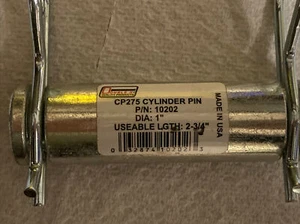 CP275 CYLINDER PIN
P/N: 10202
DIA: 1"
USEABLE LGTH: 2-3/4"
MADE IN USA